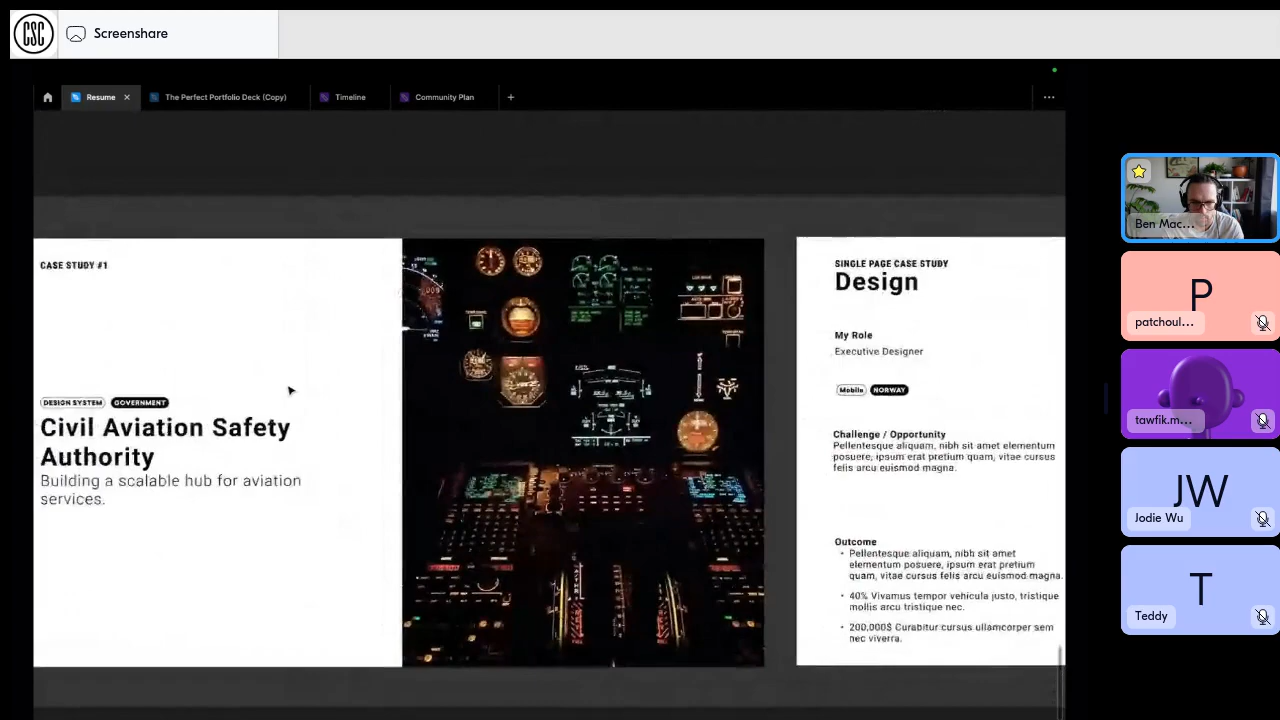 CSC
Screenshare
Resume
The Perfect Portfolio Deck (Copy)
Timeline
Community Plan
CASE STUDY #1
DESIGN SYSTEM
GOVERNMENT
Civil Aviation Safety
Authority
Building a scalable hub for aviation
services.
SINGLE PAGE CASE STUDY
Design
My Role
Executive Designer
Mobile
NORWAY
Challenge / Opportunity
Pellentesque aliquam, nibh sit amet elementum
posuere, ipsum erat pretium quam, vitae cursus
felis arcu euismod magna.
Outcome
• Pellentesque aliquam, nibh sit amet
elementum posuere, ipsum erat pretium
quam, vitae cursus felis arcu euismod magna.
• 40% Vivamus tempor vehicula justo, tristique
mollis arcu tristique nec.
• 200,000$ Curabitur cursus ullamcorper sem
nec viverra.
Ben Mac...
P
patchoul...
tawfik.m...
JW
Jodie Wu
T
Teddy